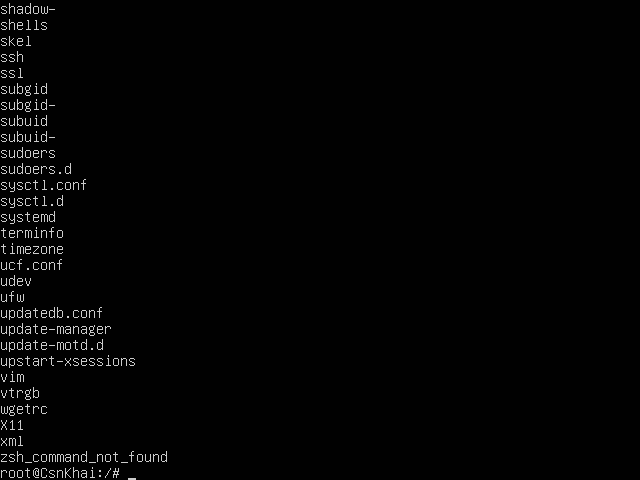 shadow-
shells
skel
ssh
ssl
subgid
subgid-
subuid
subuid-
sudoers
sudoers.d
sysctl.conf
sysctl.d
systemd
terminfo
timezone
ucf.conf
udev
ufw
updatedb.conf
update-manager
update-motd.d
upstart-xsessions
vim
vtrgb
wgetrc
X11
xml
zsh_command_not_found
root@CsnKhai:/# _